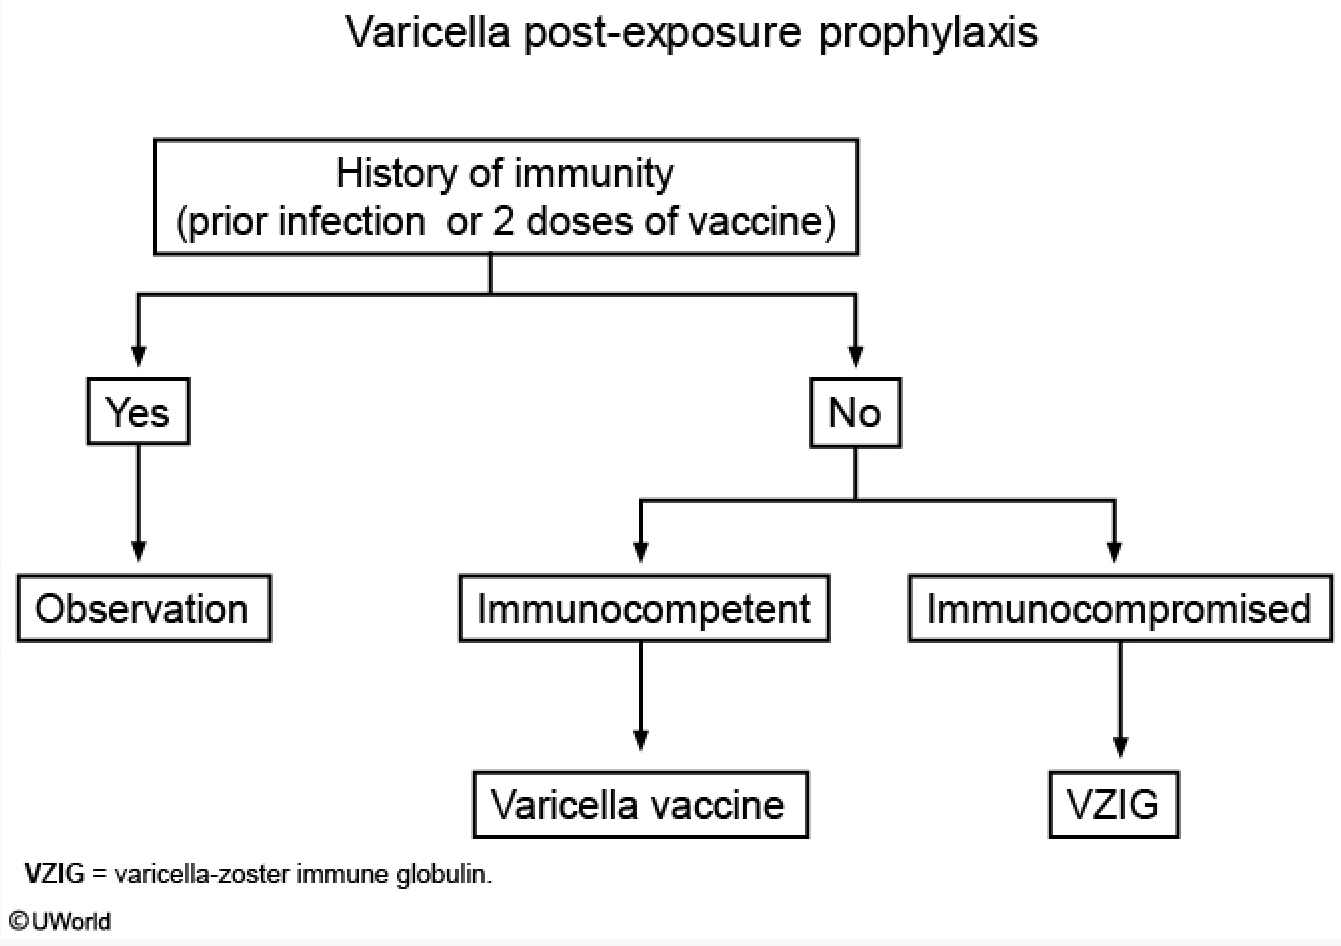 Varicella post-exposure prophylaxis
History of immunity
(prior infection or 2 doses of vaccine)
Yes
No
Observation
Immunocompetent
Immunocompromised
Varicella vaccine
VZIG
VZIG = varicella-zoster immune globulin.
©UWorld